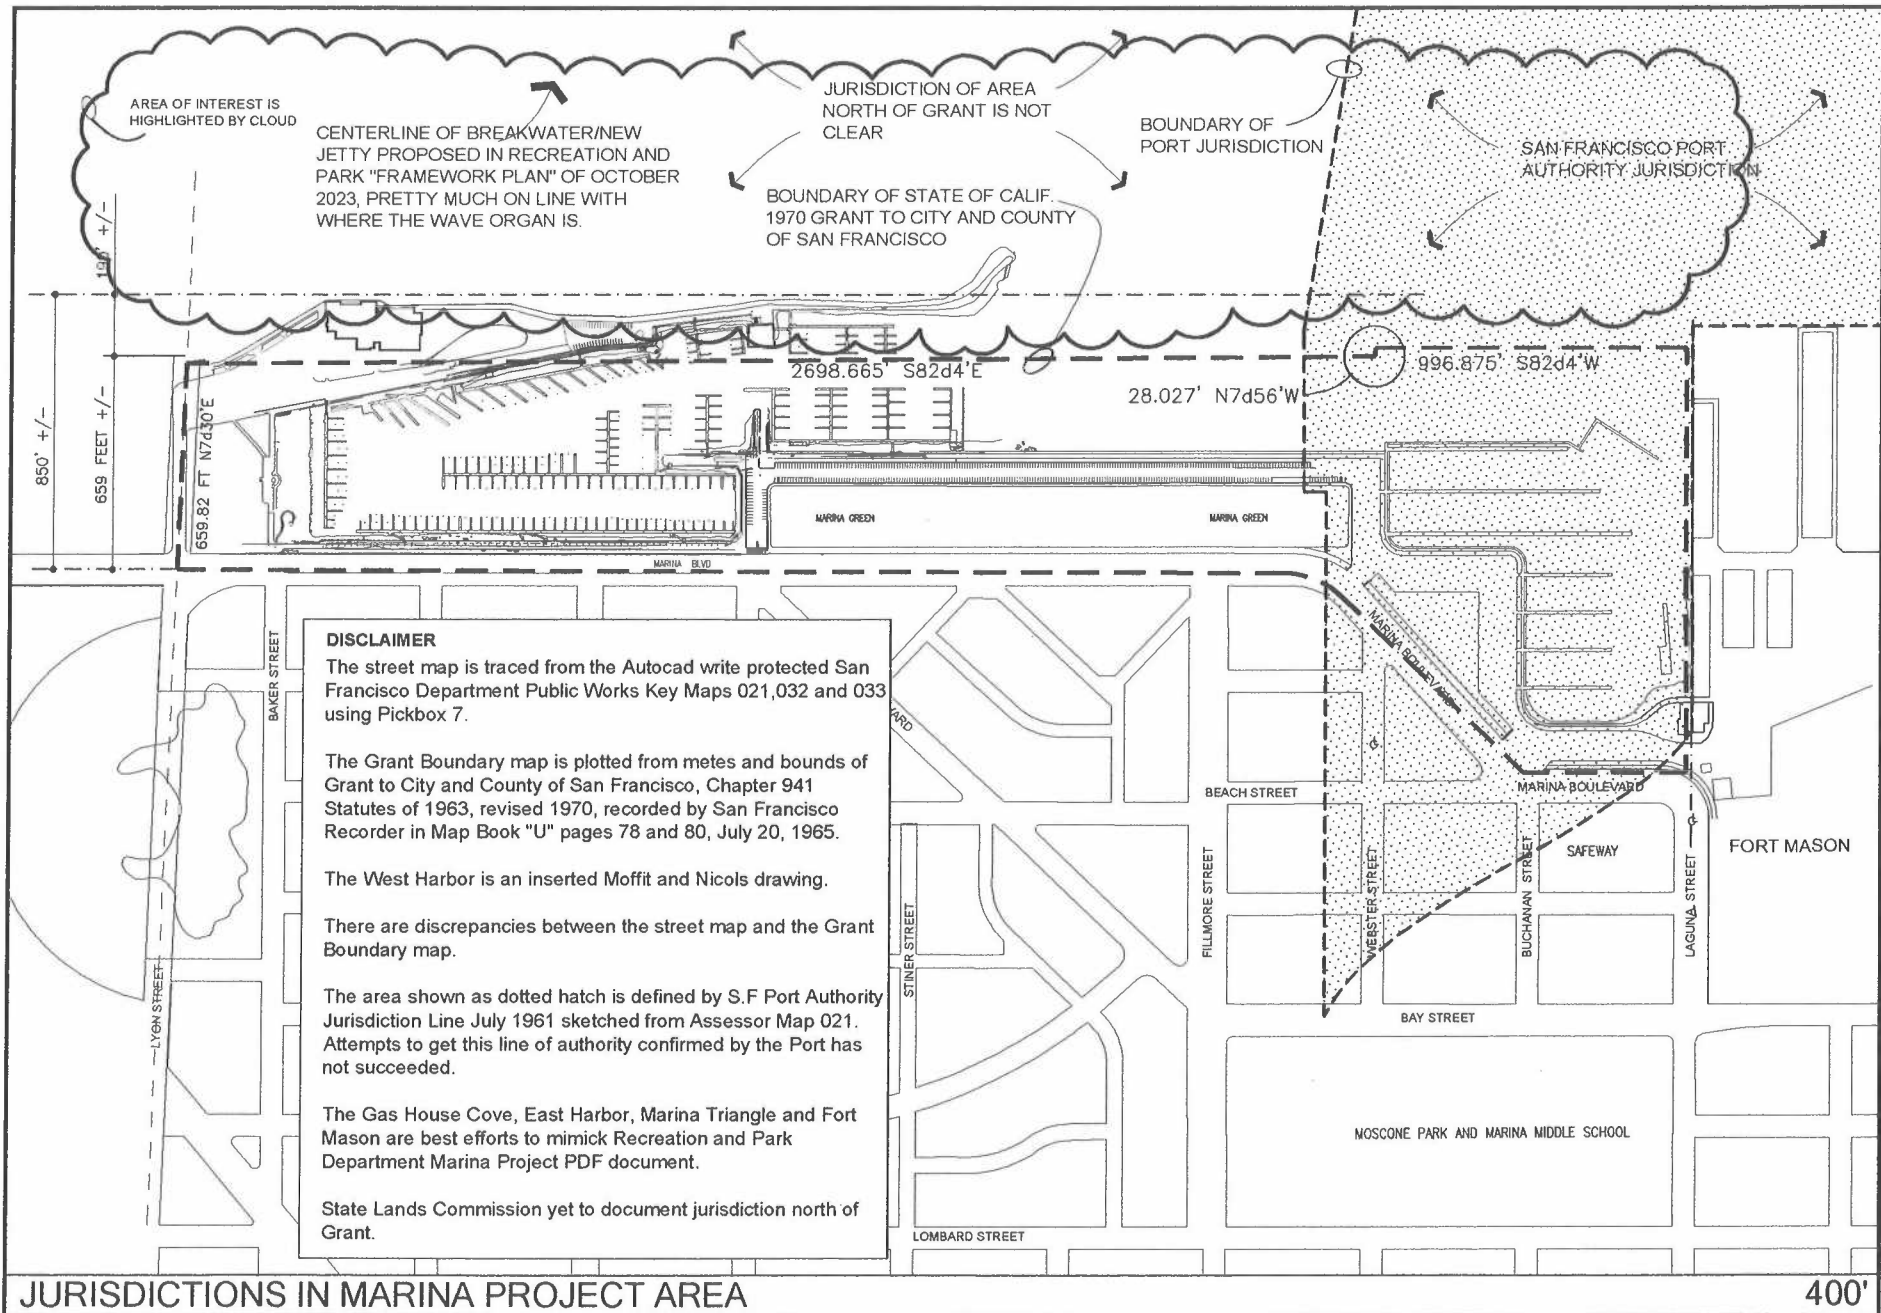 AREA OF INTEREST IS
HIGHLIGHTED BY CLOUD
CENTERLINE OF BREAKWATER/NEW
JETTY PROPOSED IN RECREATION AND
PARK "FRAMEWORK PLAN" OF OCTOBER
2023, PRETTY MUCH ON LINE WITH
WHERE THE WAVE ORGAN IS.
JURISDICTION OF AREA
NORTH OF GRANT IS NOT
CLEAR
BOUNDARY OF STATE OF CALIF.
1970 GRANT TO CITY AND COUNTY
OF SAN FRANCISCO
BOUNDARY OF
PORT JURISDICTION
SAN FRANCISCO PORT
AUTHORITY JURISDICTION
+/-
850' +/-
659 FEET +/-
659.82 FT N7d30'E
2698.665' S82d4'E
28.027' N7d56'W
996.875' S82d4'W
MARINA GREEN
MARINA GREEN
MARINA BLVD
MARINA BOULEVARD
MARINA BOULEVARD
BAKER STREET
LYON STREET
ARD
STINER STREET
FILLMORE STREET
WEBSTER STREET
BUCHANAN STREET
LAGUNA STREET
BEACH STREET
SAFEWAY
FORT MASON
BAY STREET
MOSCONE PARK AND MARINA MIDDLE SCHOOL
LOMBARD STREET
DISCLAIMER
The street map is traced from the Autocad write protected San
Francisco Department Public Works Key Maps 021,032 and 033
using Pickbox 7.
The Grant Boundary map is plotted from metes and bounds of
Grant to City and County of San Francisco, Chapter 941
Statutes of 1963, revised 1970, recorded by San Francisco
Recorder in Map Book "U" pages 78 and 80, July 20, 1965.
The West Harbor is an inserted Moffit and Nicols drawing.
There are discrepancies between the street map and the Grant
Boundary map.
The area shown as dotted hatch is defined by S.F Port Authority
Jurisdiction Line July 1961 sketched from Assessor Map 021.
Attempts to get this line of authority confirmed by the Port has
not succeeded.
The Gas House Cove, East Harbor, Marina Triangle and Fort
Mason are best efforts to mimick Recreation and Park
Department Marina Project PDF document.
State Lands Commission yet to document jurisdiction north of
Grant.
JURISDICTIONS IN MARINA PROJECT AREA
400'